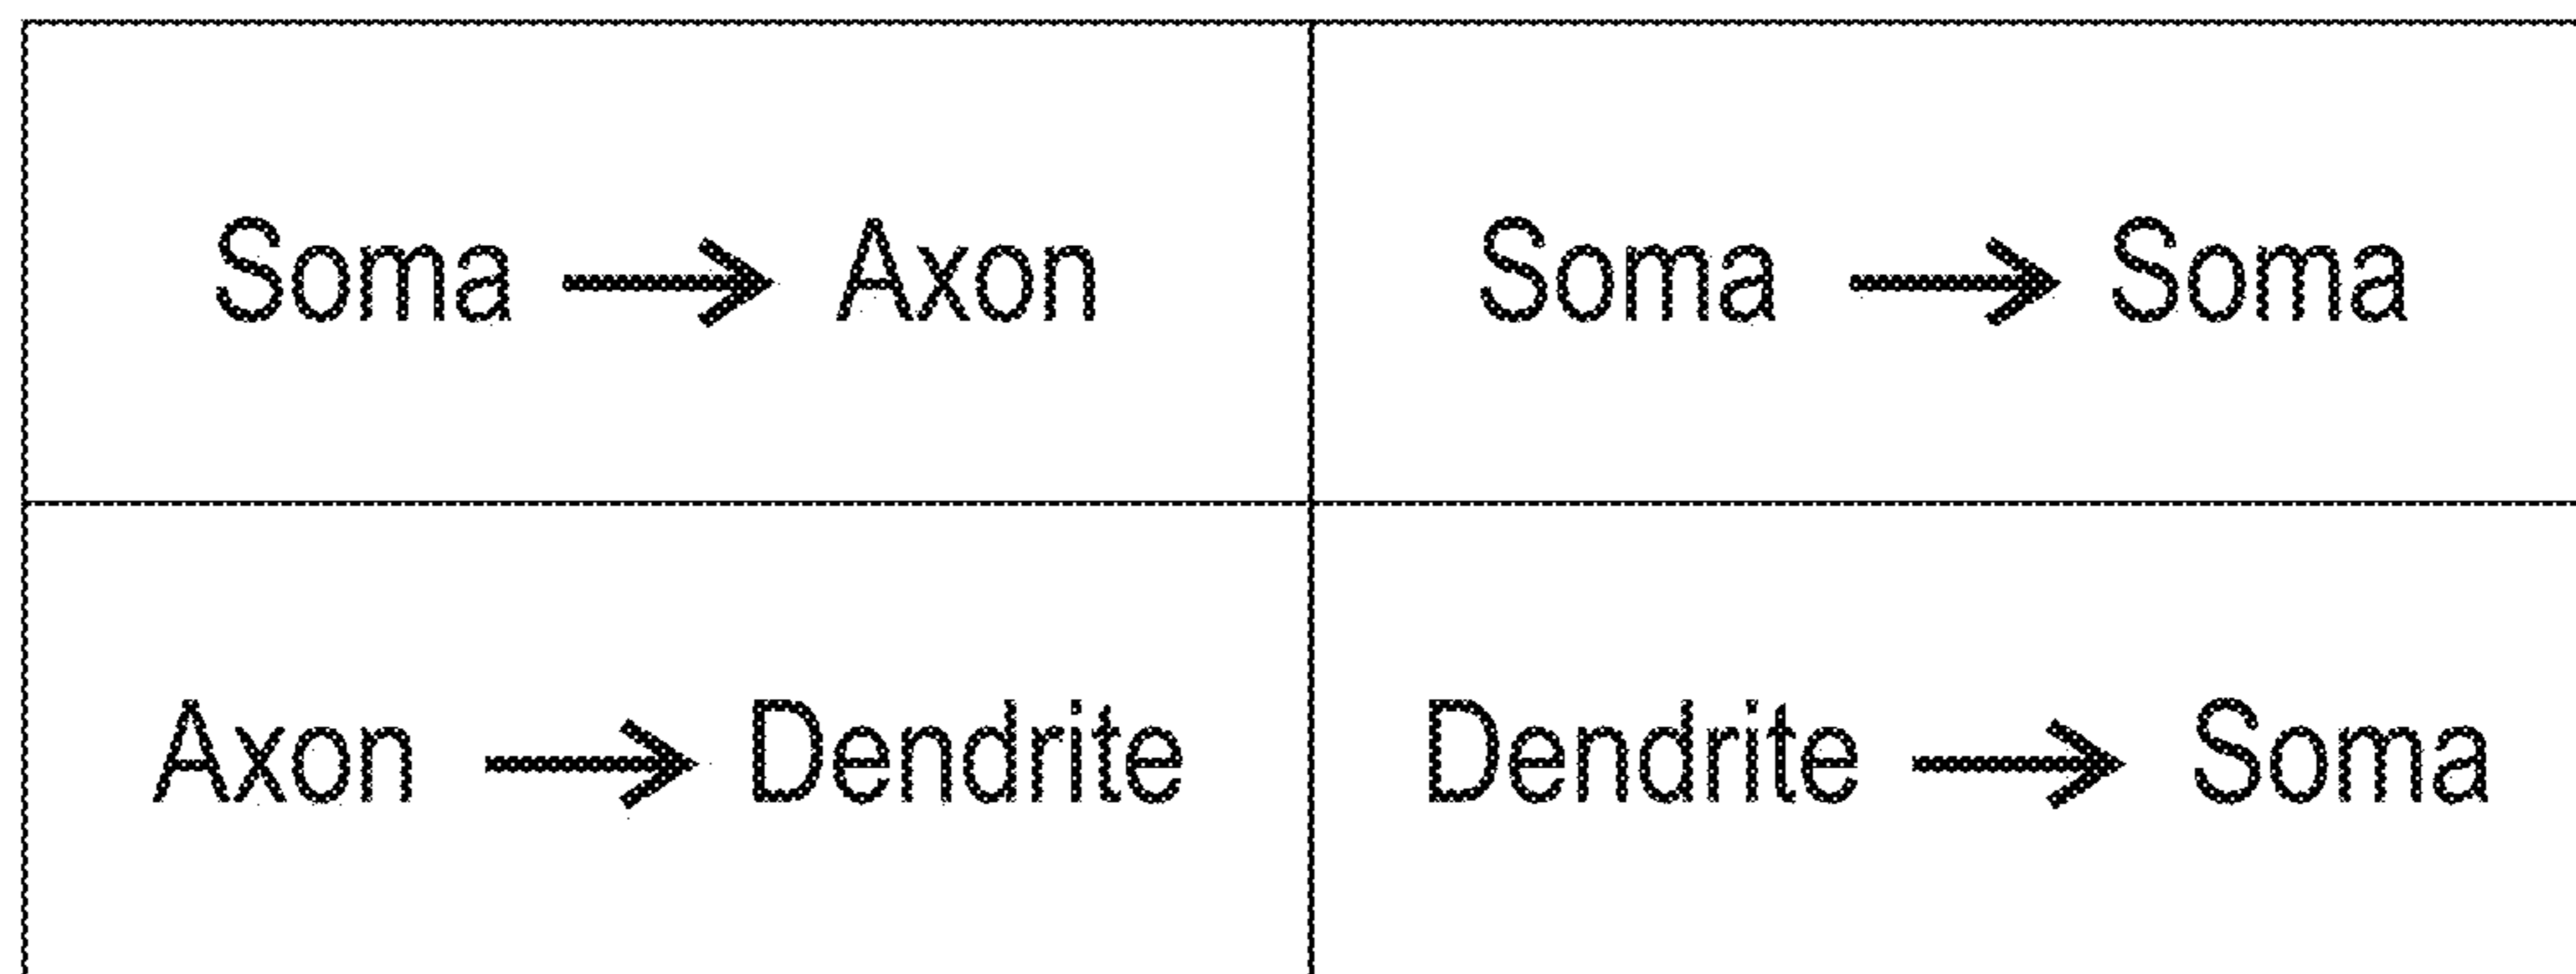 Soma → Axon
Soma → Soma
Axon → Dendrite
Dendrite → Soma